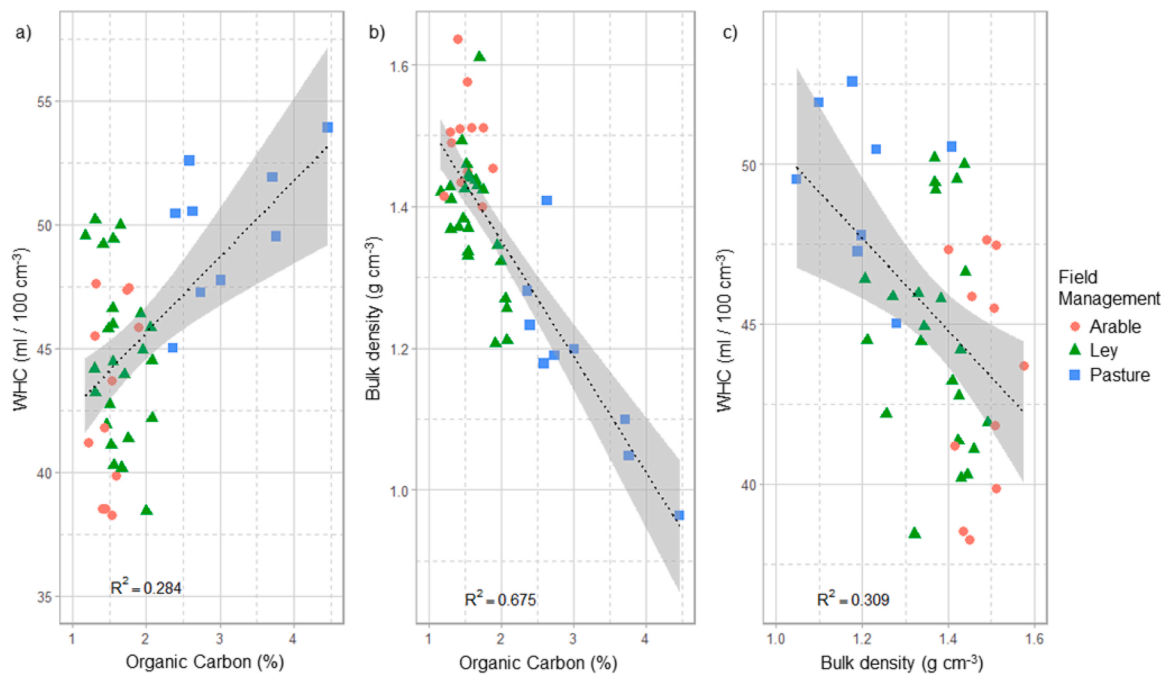 a)
WHC (ml / 100 cm⁻³)
55
50
45
40
35
R² = 0.284
1 2 3 4
Organic Carbon (%)
b)
Bulk density (g cm⁻³)
1.6
1.4
1.2
1.0
R² = 0.675
1 2 3 4
Organic Carbon (%)
c)
WHC (ml / 100 cm⁻³)
50
45
40
R² = 0.309
1.0 1.2 1.4 1.6
Bulk density (g cm⁻³)
Field
Management
Arable
Ley
Pasture